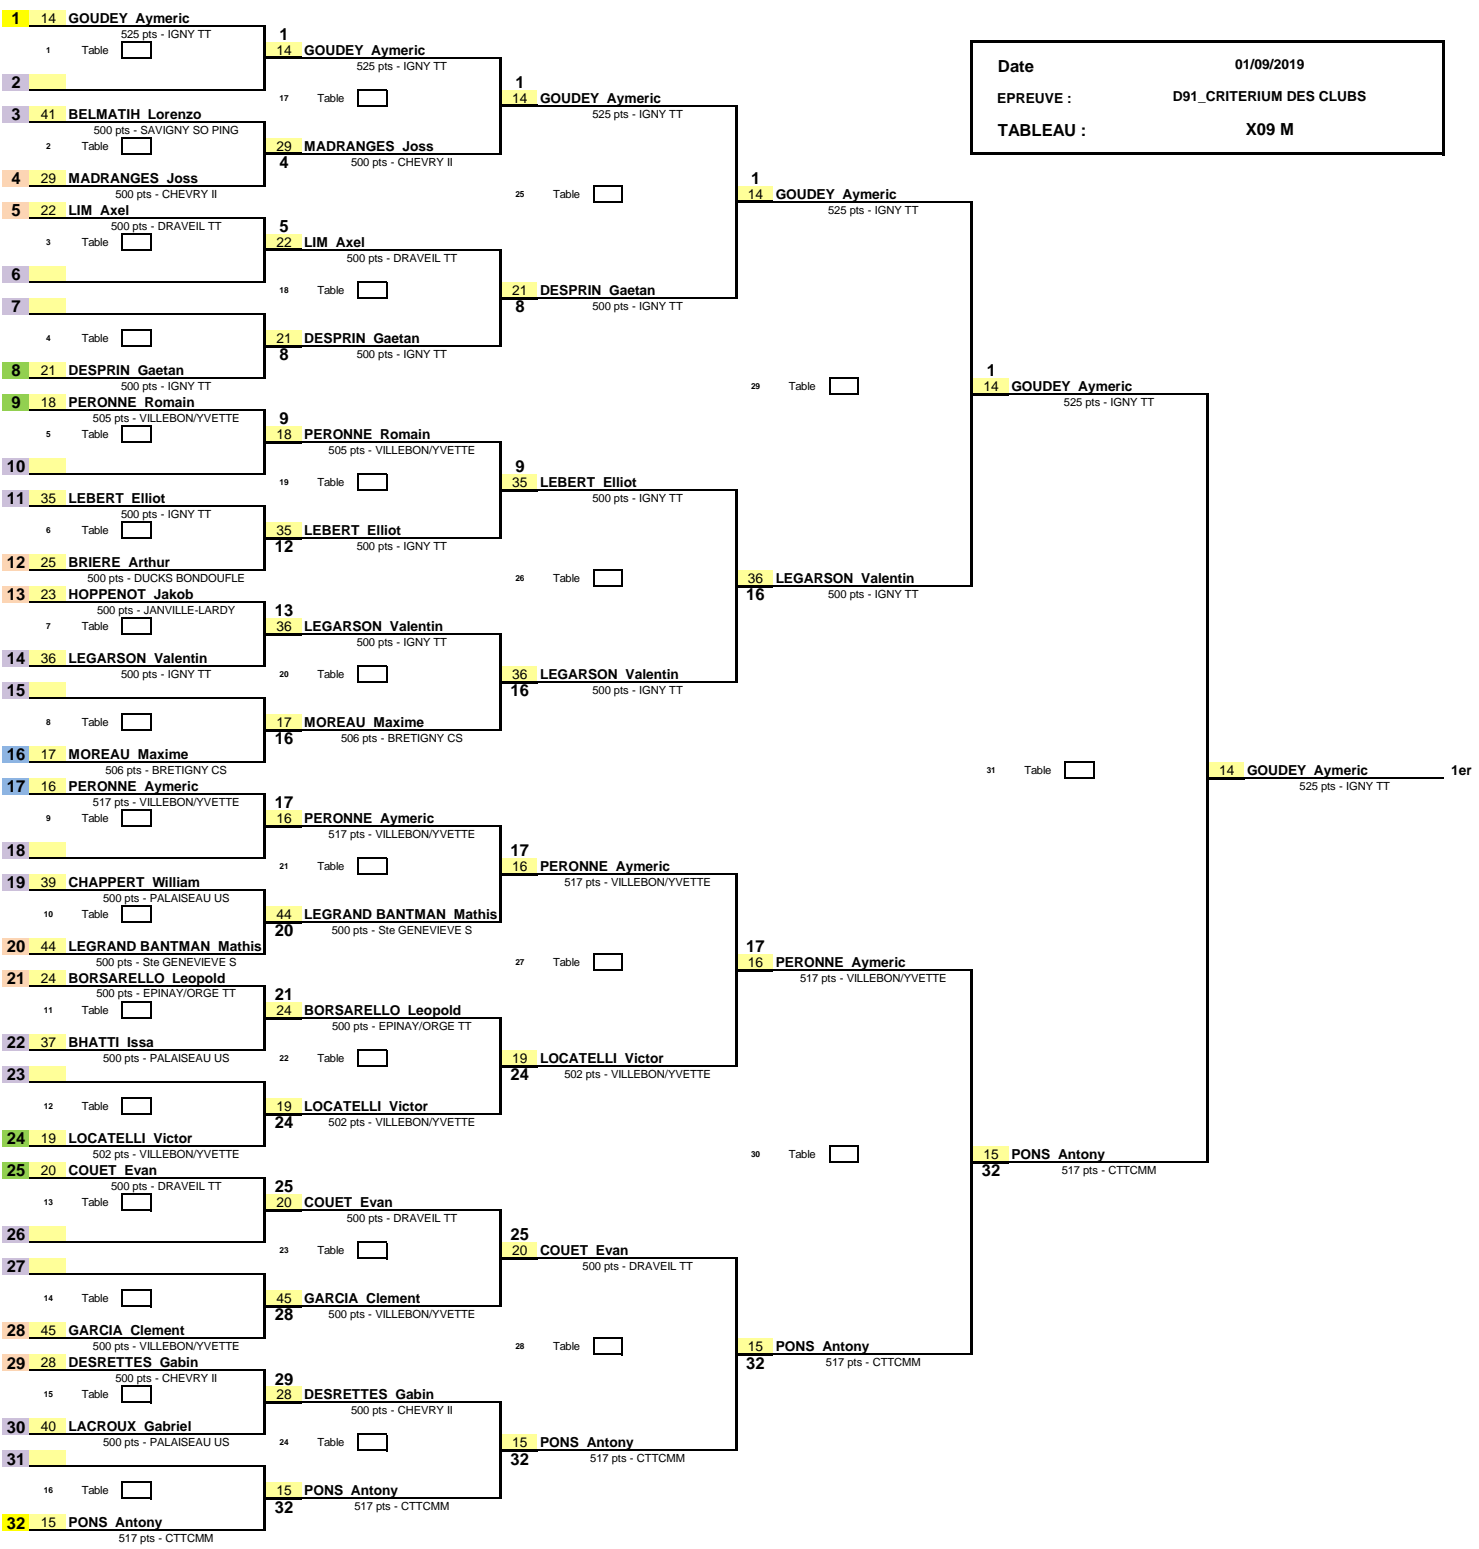 Date 01/09/2019
EPREUVE : D91_CRITERIUM DES CLUBS
TABLEAU : X09 M
1 14 GOUDEY Aymeric
525 pts - IGNY TT
1 Table
2
3 41 BELMATIH Lorenzo
500 pts - SAVIGNY SO PING
2 Table
4 29 MADRANGES Joss
500 pts - CHEVRY II
5 22 LIM Axel
500 pts - DRAVEIL TT
3 Table
6
7
4 Table
8 21 DESPRIN Gaetan
500 pts - IGNY TT
9 18 PERONNE Romain
505 pts - VILLEBON/YVETTE
5 Table
10
11 35 LEBERT Elliot
500 pts - IGNY TT
6 Table
12 25 BRIERE Arthur
500 pts - DUCKS BONDOUFLE
13 23 HOPPENOT Jakob
500 pts - JANVILLE-LARDY
7 Table
14 36 LEGARSON Valentin
500 pts - IGNY TT
15
8 Table
16 17 MOREAU Maxime
506 pts - BRETIGNY CS
17 16 PERONNE Aymeric
517 pts - VILLEBON/YVETTE
9 Table
18
19 39 CHAPPERT William
500 pts - PALAISEAU US
10 Table
20 44 LEGRAND BANTMAN Mathis
500 pts - Ste GENEVIEVE S
21 24 BORSARELLO Leopold
500 pts - EPINAY/ORGE TT
11 Table
22 37 BHATTI Issa
500 pts - PALAISEAU US
23
12 Table
24 19 LOCATELLI Victor
502 pts - VILLEBON/YVETTE
25 20 COUET Evan
500 pts - DRAVEIL TT
13 Table
26
27
14 Table
28 45 GARCIA Clement
500 pts - VILLEBON/YVETTE
29 28 DESRETTES Gabin
500 pts - CHEVRY II
15 Table
30 40 LACROUX Gabriel
500 pts - PALAISEAU US
31
16 Table
32 15 PONS Antony
517 pts - CTTCMM
1
14 GOUDEY Aymeric
525 pts - IGNY TT
17 Table
29 MADRANGES Joss
4 500 pts - CHEVRY II
5
22 LIM Axel
500 pts - DRAVEIL TT
18 Table
21 DESPRIN Gaetan
8 500 pts - IGNY TT
9
18 PERONNE Romain
505 pts - VILLEBON/YVETTE
19 Table
35 LEBERT Elliot
12 500 pts - IGNY TT
13
36 LEGARSON Valentin
500 pts - IGNY TT
20 Table
17 MOREAU Maxime
16 506 pts - BRETIGNY CS
17
16 PERONNE Aymeric
517 pts - VILLEBON/YVETTE
21 Table
44 LEGRAND BANTMAN Mathis
20 500 pts - Ste GENEVIEVE S
21
24 BORSARELLO Leopold
500 pts - EPINAY/ORGE TT
22 Table
19 LOCATELLI Victor
24 502 pts - VILLEBON/YVETTE
25
20 COUET Evan
500 pts - DRAVEIL TT
23 Table
45 GARCIA Clement
28 500 pts - VILLEBON/YVETTE
29
28 DESRETTES Gabin
500 pts - CHEVRY II
24 Table
15 PONS Antony
32 517 pts - CTTCMM
1
14 GOUDEY Aymeric
525 pts - IGNY TT
25 Table
21 DESPRIN Gaetan
8 500 pts - IGNY TT
9
35 LEBERT Elliot
500 pts - IGNY TT
26 Table
36 LEGARSON Valentin
16 500 pts - IGNY TT
17
16 PERONNE Aymeric
517 pts - VILLEBON/YVETTE
27 Table
19 LOCATELLI Victor
24 502 pts - VILLEBON/YVETTE
25
20 COUET Evan
500 pts - DRAVEIL TT
28 Table
15 PONS Antony
32 517 pts - CTTCMM
1
14 GOUDEY Aymeric
525 pts - IGNY TT
29 Table
36 LEGARSON Valentin
16 500 pts - IGNY TT
17
16 PERONNE Aymeric
517 pts - VILLEBON/YVETTE
30 Table
15 PONS Antony
32 517 pts - CTTCMM
1
14 GOUDEY Aymeric
525 pts - IGNY TT
31 Table
15 PONS Antony
32 517 pts - CTTCMM
14 GOUDEY Aymeric 1er
525 pts - IGNY TT